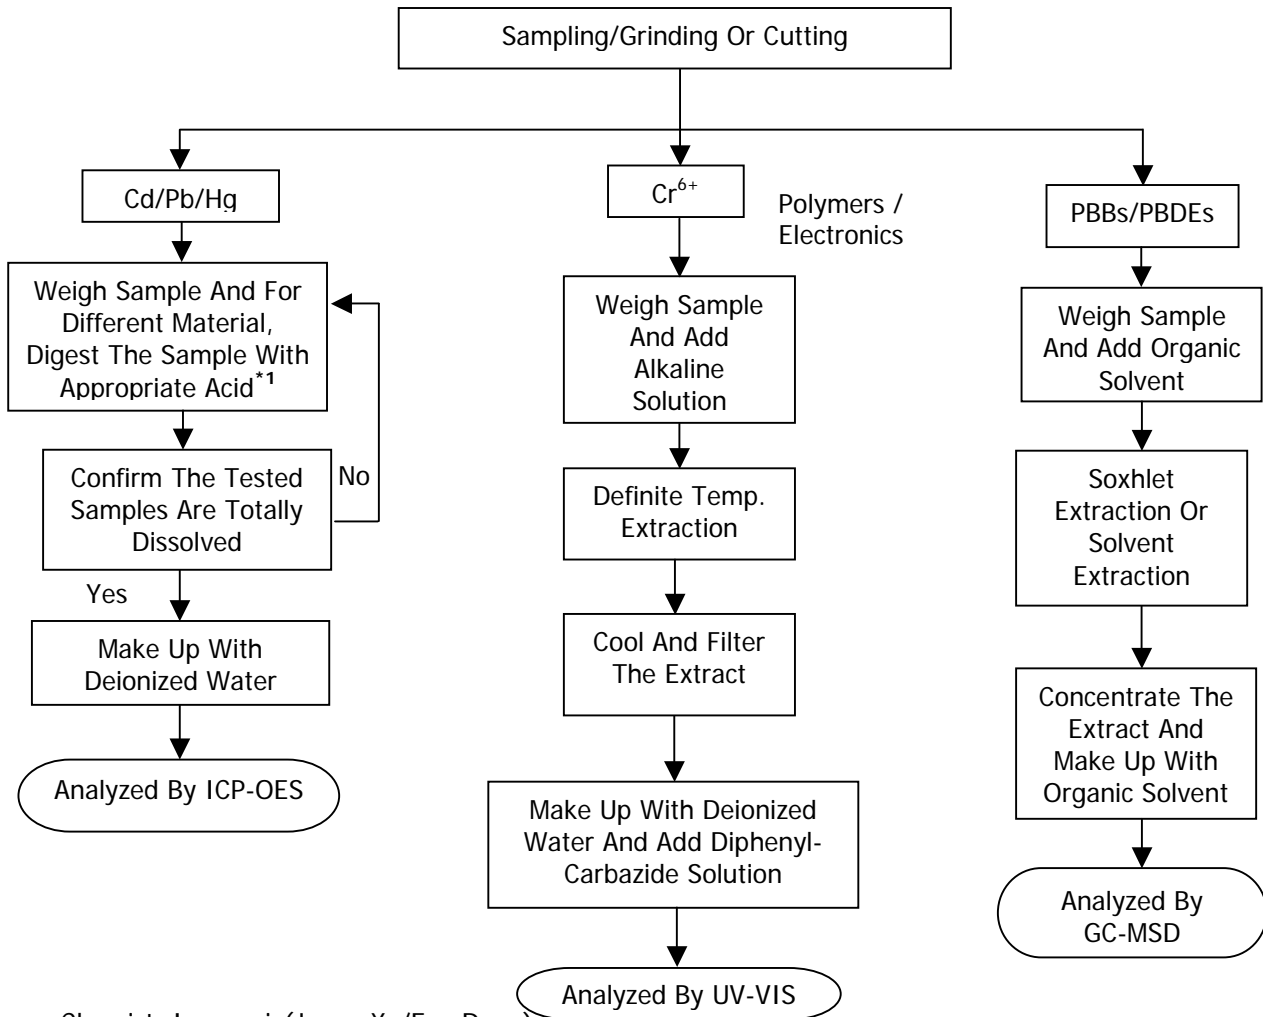 Sampling/Grinding Or Cutting
Cd/Pb/Hg
Weigh Sample And For
Different Material,
Digest The Sample With
Appropriate Acid*1
Confirm The Tested
Samples Are Totally
Dissolved
No
Yes
Make Up With
Deionized Water
Analyzed By ICP-OES
Cr6+
Polymers /
Electronics
Weigh Sample
And Add
Alkaline
Solution
Definite Temp.
Extraction
Cool And Filter
The Extract
Make Up With Deionized
Water And Add Diphenyl-
Carbazide Solution
Analyzed By UV-VIS
PBBs/PBDEs
Weigh Sample
And Add Organic
Solvent
Soxhlet
Extraction Or
Solvent
Extraction
Concentrate The
Extract And
Make Up With
Organic Solvent
Analyzed By
GC-MSD